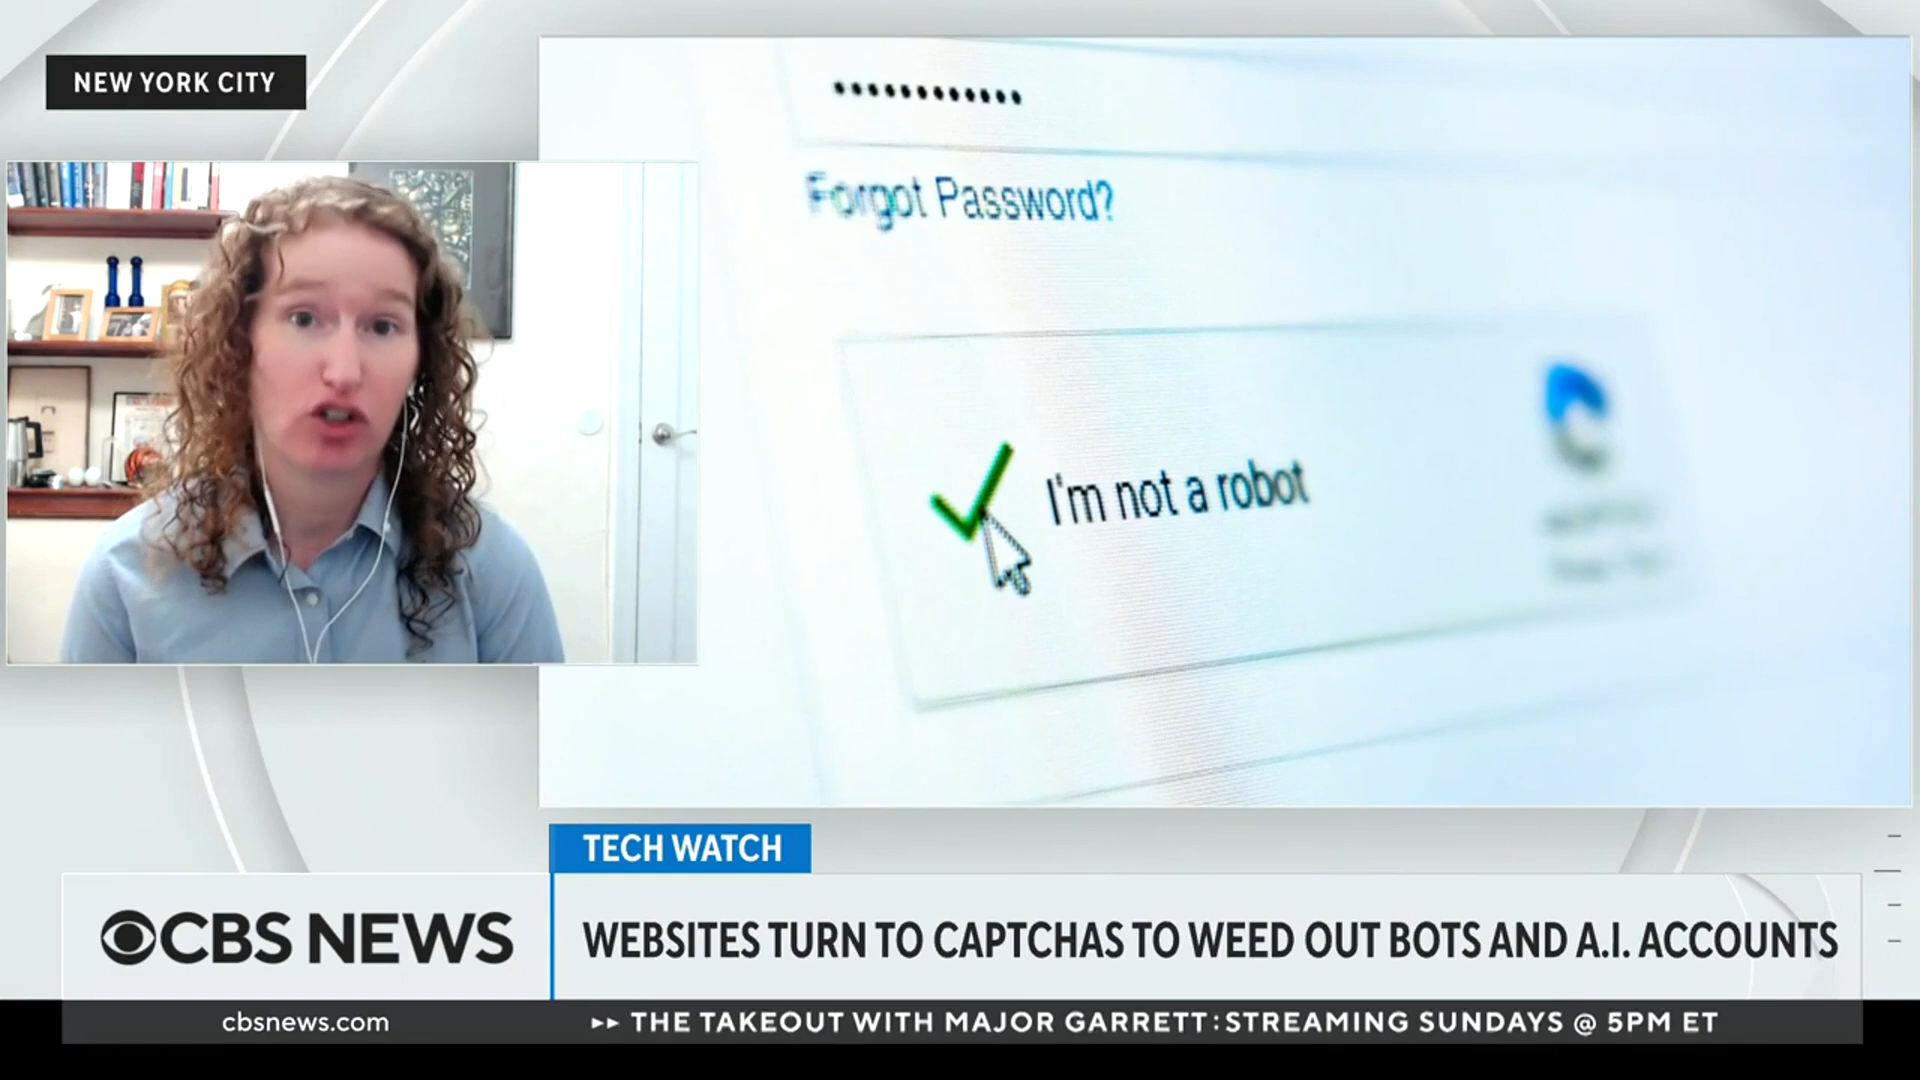 NEW YORK CITY
Forgot Password?
I'm not a robot
TECH WATCH
CBS NEWS
WEBSITES TURN TO CAPTCHAS TO WEED OUT BOTS AND A.I. ACCOUNTS
cbsnews.com
THE TAKEOUT WITH MAJOR GARRETT: STREAMING SUNDAYS @ 5PM ET